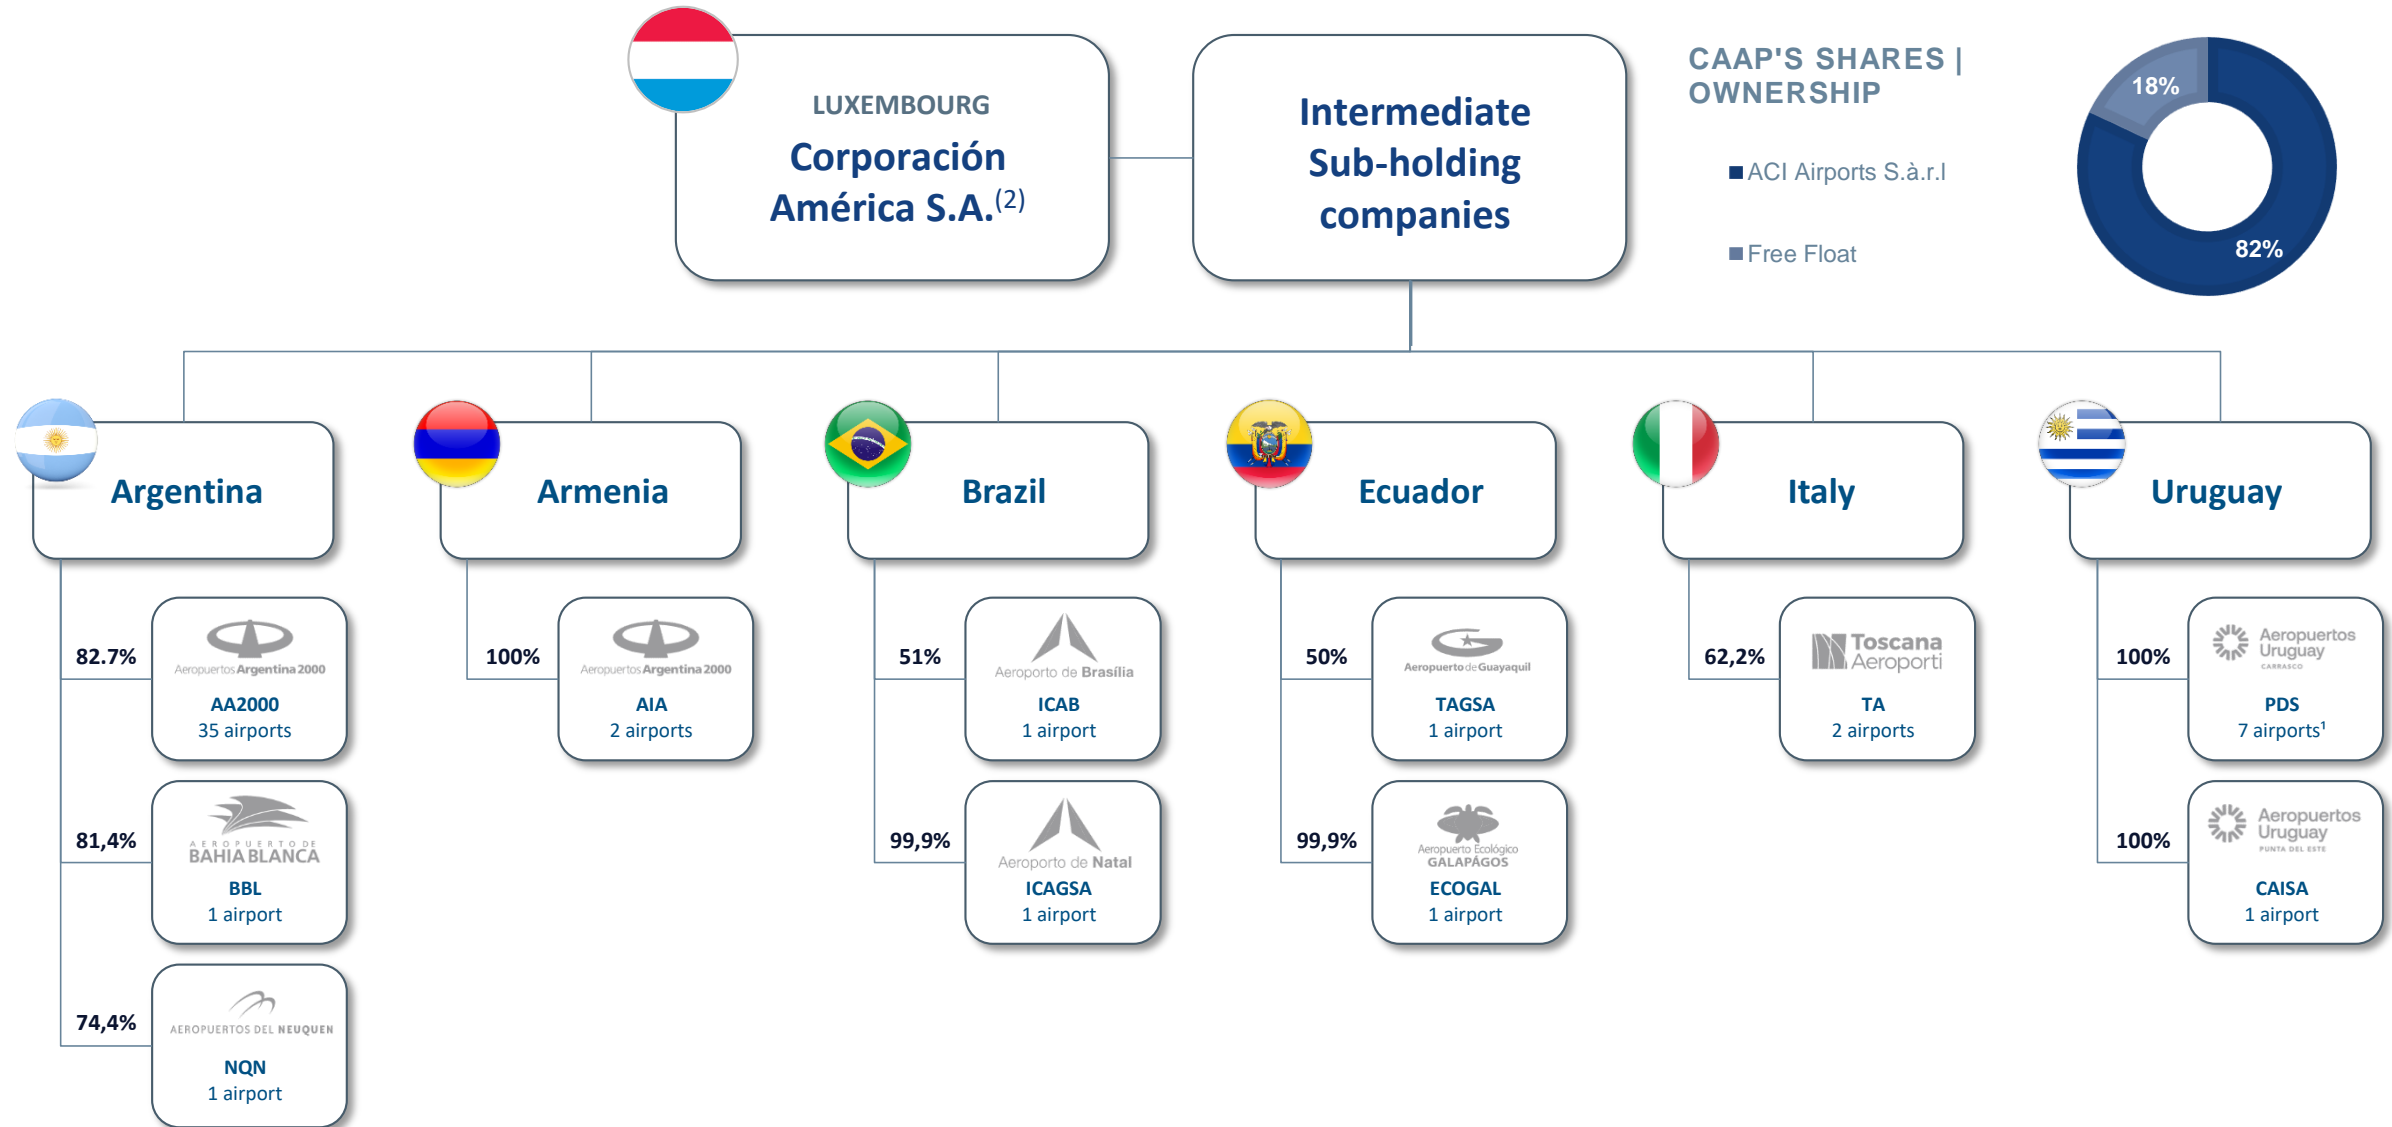 LUXEMBOURG
Corporación
América S.A.(2)
Intermediate
Sub-holding
companies
CAAP'S SHARES |
OWNERSHIP
ACI Airports S.à.r.l
Free Float
18%
82%
Argentina
Armenia
Brazil
Ecuador
Italy
Uruguay
82.7%
Aeropuertos Argentina 2000
AA2000
35 airports
81,4%
AEROPUERTO DE
BAHIA BLANCA
BBL
1 airport
74,4%
AEROPUERTOS DEL NEUQUEN
NQN
1 airport
100%
Aeropuertos Argentina 2000
AIA
2 airports
51%
Aeroporto de Brasília
ICAB
1 airport
99,9%
Aeroporto de Natal
ICAGSA
1 airport
50%
Aeropuerto de Guayaquil
TAGSA
1 airport
99,9%
Aeropuerto Ecológico
GALAPÁGOS
ECOGAL
1 airport
62,2%
Toscana
Aeroporti
TA
2 airports
100%
Aeropuertos
Uruguay
CARRASCO
PDS
7 airports¹
100%
Aeropuertos
Uruguay
PUNTA DEL ESTE
CAISA
1 airport